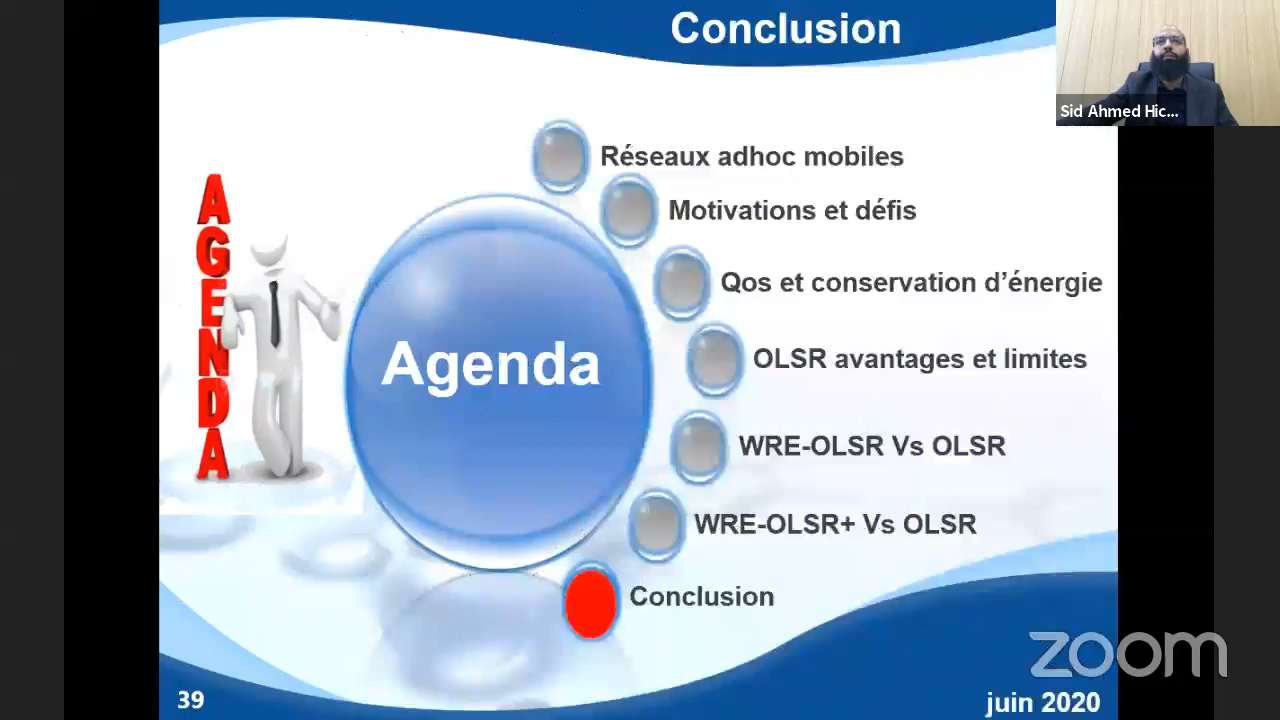 Conclusion
Sid Ahmed Hic...
Réseaux adhoc mobiles
Motivations et défis
Qos et conservation d’énergie
OLSR avantages et limites
WRE-OLSR Vs OLSR
WRE-OLSR+ Vs OLSR
Conclusion
AGENDA
Agenda
zoom
39
juin 2020